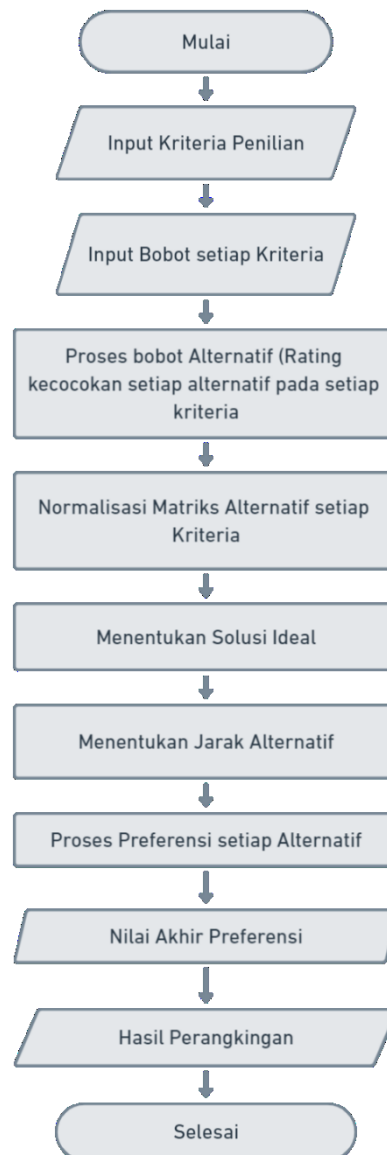 Mulai
Input Kriteria Penilian
Input Bobot setiap Kriteria
Proses bobot Alternatif (Rating
kecocokan setiap alternatif pada setiap
kriteria
Normalisasi Matriks Alternatif setiap
Kriteria
Menentukan Solusi Ideal
Menentukan Jarak Alternatif
Proses Preferensi setiap Alternatif
Nilai Akhir Preferensi
Hasil Perangkingan
Selesai